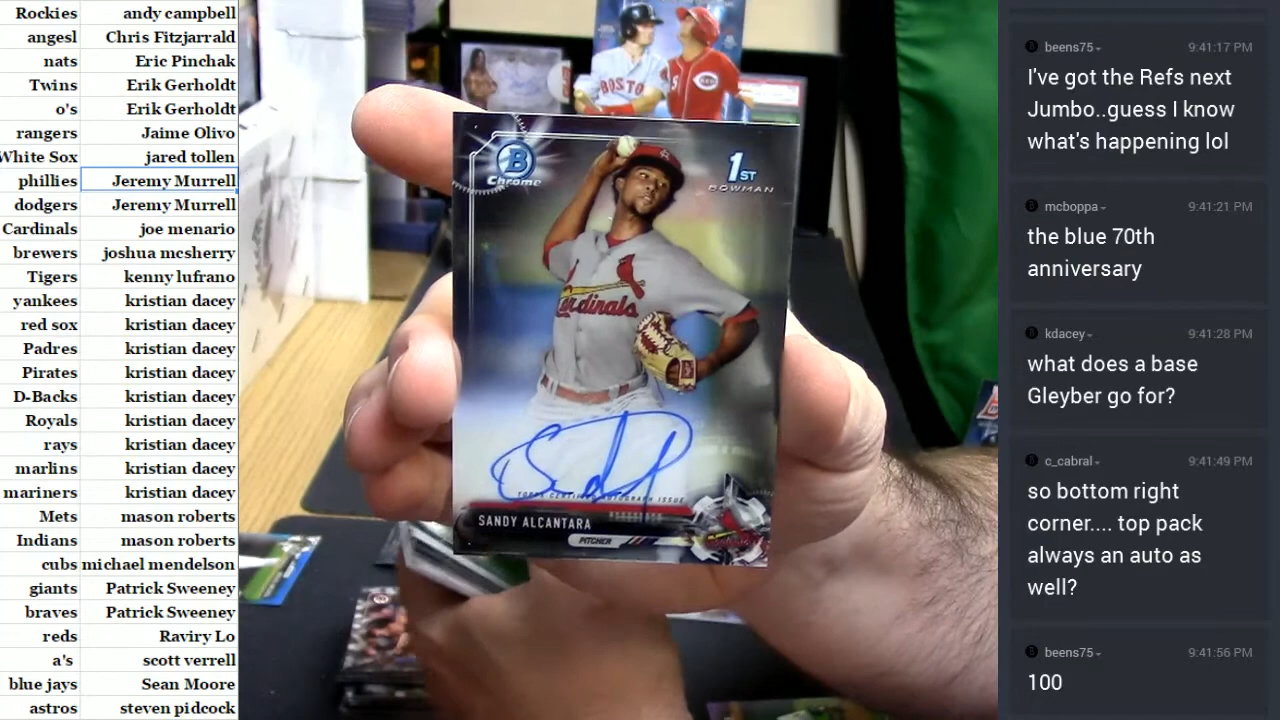 Rockies andy campbell
angesl Chris Fitzjarrald
nats Eric Pinchak
Twins Erik Gerholdt
o's Erik Gerholdt
rangers Jaime Olivo
White Sox jared tollen
phillies Jeremy Murrell
dodgers Jeremy Murrell
Cardinals joe menario
brewers joshua mcsherry
Tigers kenny lufrano
yankees kristian dacey
red sox kristian dacey
Padres kristian dacey
Pirates kristian dacey
D-Backs kristian dacey
Royals kristian dacey
rays kristian dacey
marlins kristian dacey
mariners kristian dacey
Mets mason roberts
Indians mason roberts
cubs michael mendelson
giants Patrick Sweeney
braves Patrick Sweeney
reds Raviry Lo
a's scott verrell
blue jays Sean Moore
astros steven pidcock
BOSTON
REDS
B
Chrome
1ST
BOWMAN
Cardinals
TOPPS CERTIFIED AUTOGRAPH ISSUE
SANDY ALCANTARA
PITCHER
beens75 9:41:17 PM
I've got the Refs next
Jumbo..guess I know
what's happening lol
mcboppa 9:41:21 PM
the blue 70th
anniversary
kdacey 9:41:28 PM
what does a base
Gleyber go for?
c_cabral 9:41:49 PM
so bottom right
corner.... top pack
always an auto as
well?
beens75 9:41:56 PM
100